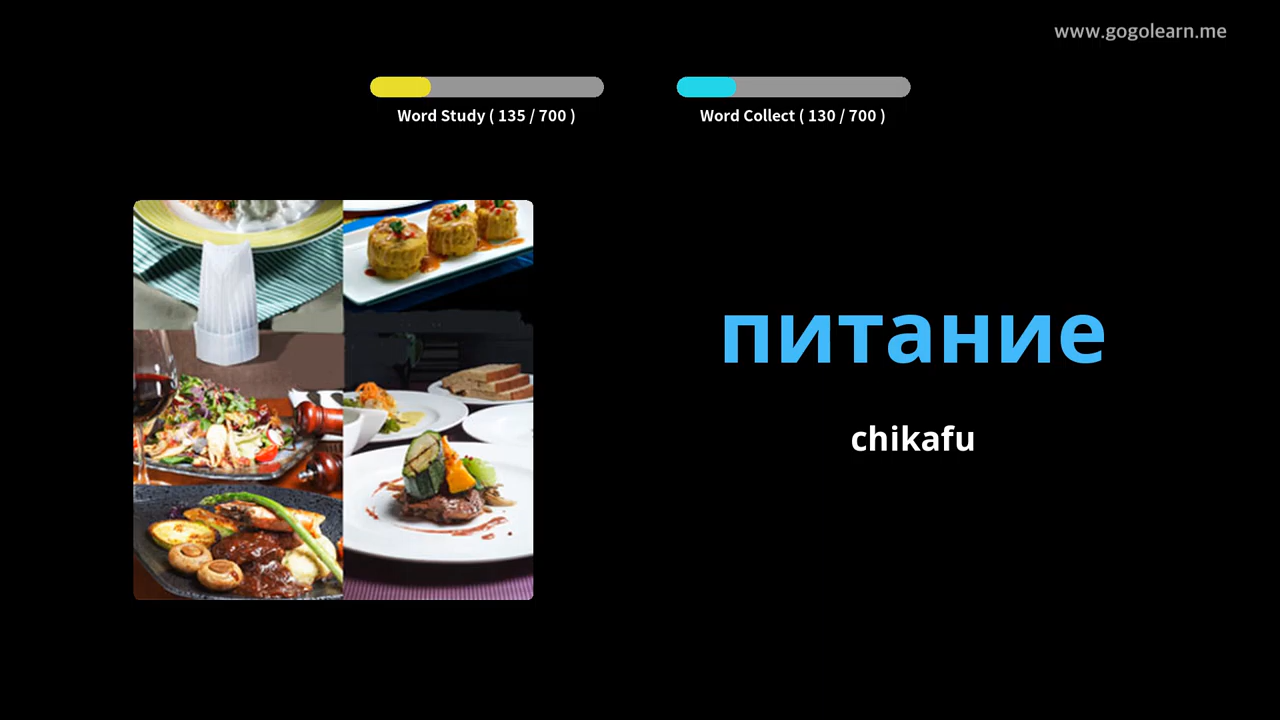 www.gogolearn.me
Word Study ( 135 / 700 )
Word Collect ( 130 / 700 )
питание
chikafu